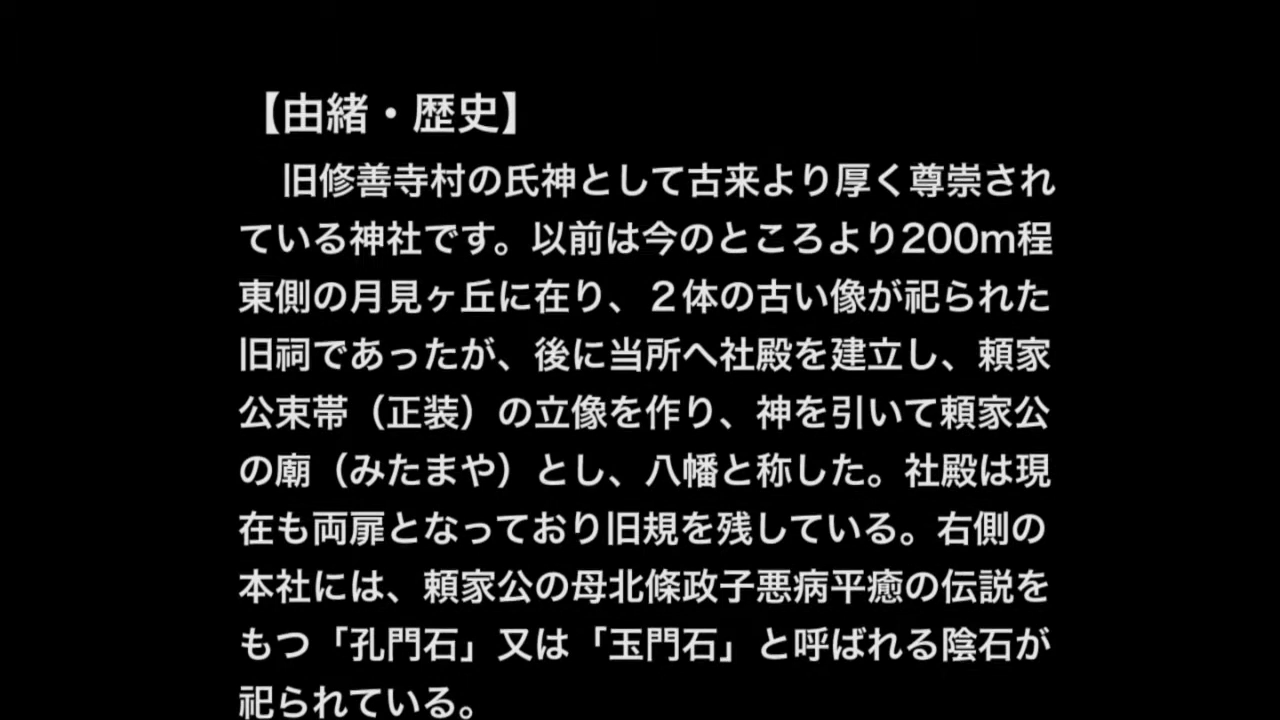 【由緒・歴史】
旧修善寺村の氏神として古来より厚く尊崇され
ている神社です。以前は今のところより200m程
東側の月見ヶ丘に在り、２体の古い像が祀られた
旧祠であったが、後に当所へ社殿を建立し、頼家
公束帯（正装）の立像を作り、神を引いて頼家公
の廟（みたまや）とし、八幡と称した。社殿は現
在も両扉となっており旧規を残している。右側の
本社には、頼家公の母北條政子悪病平癒の伝説を
もつ「孔門石」又は「玉門石」と呼ばれる陰石が
祀られている。